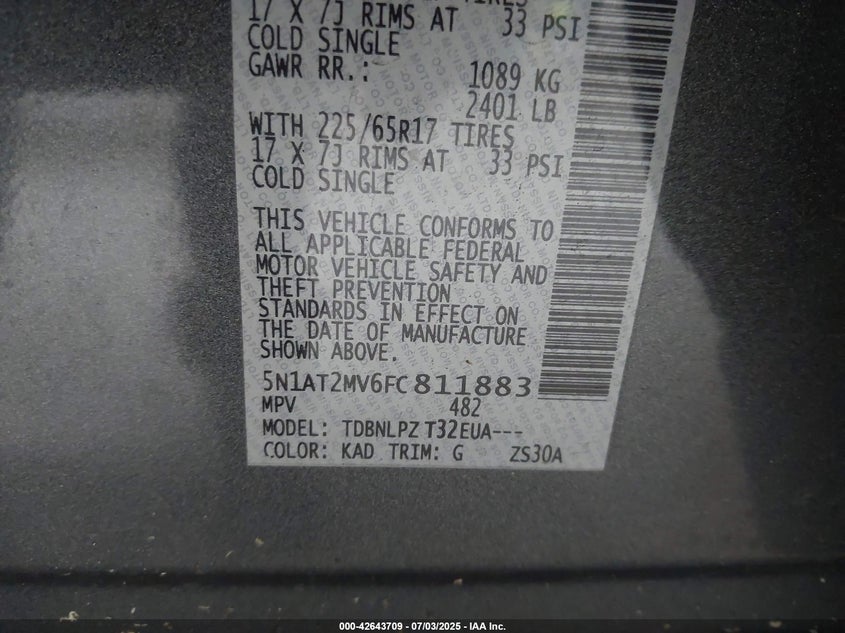 TIRES
17 X 7J RIMS AT 33 PSI
COLD SINGLE
GAWR RR.: 1089 KG
2401 LB
WITH 225/65R17 TIRES
17 X 7J RIMS AT 33 PSI
COLD SINGLE
THIS VEHICLE CONFORMS TO
ALL APPLICABLE FEDERAL
MOTOR VEHICLE SAFETY AND
THEFT PREVENTION
STANDARDS IN EFFECT ON
THE DATE OF MANUFACTURE
SHOWN ABOVE.
5N1AT2MV6FC811883
MPV 482
MODEL: TDBNLPZ T32EUA---
COLOR: KAD TRIM: G ZS30A
000-42643709 - 07/03/2025 - IAA Inc.